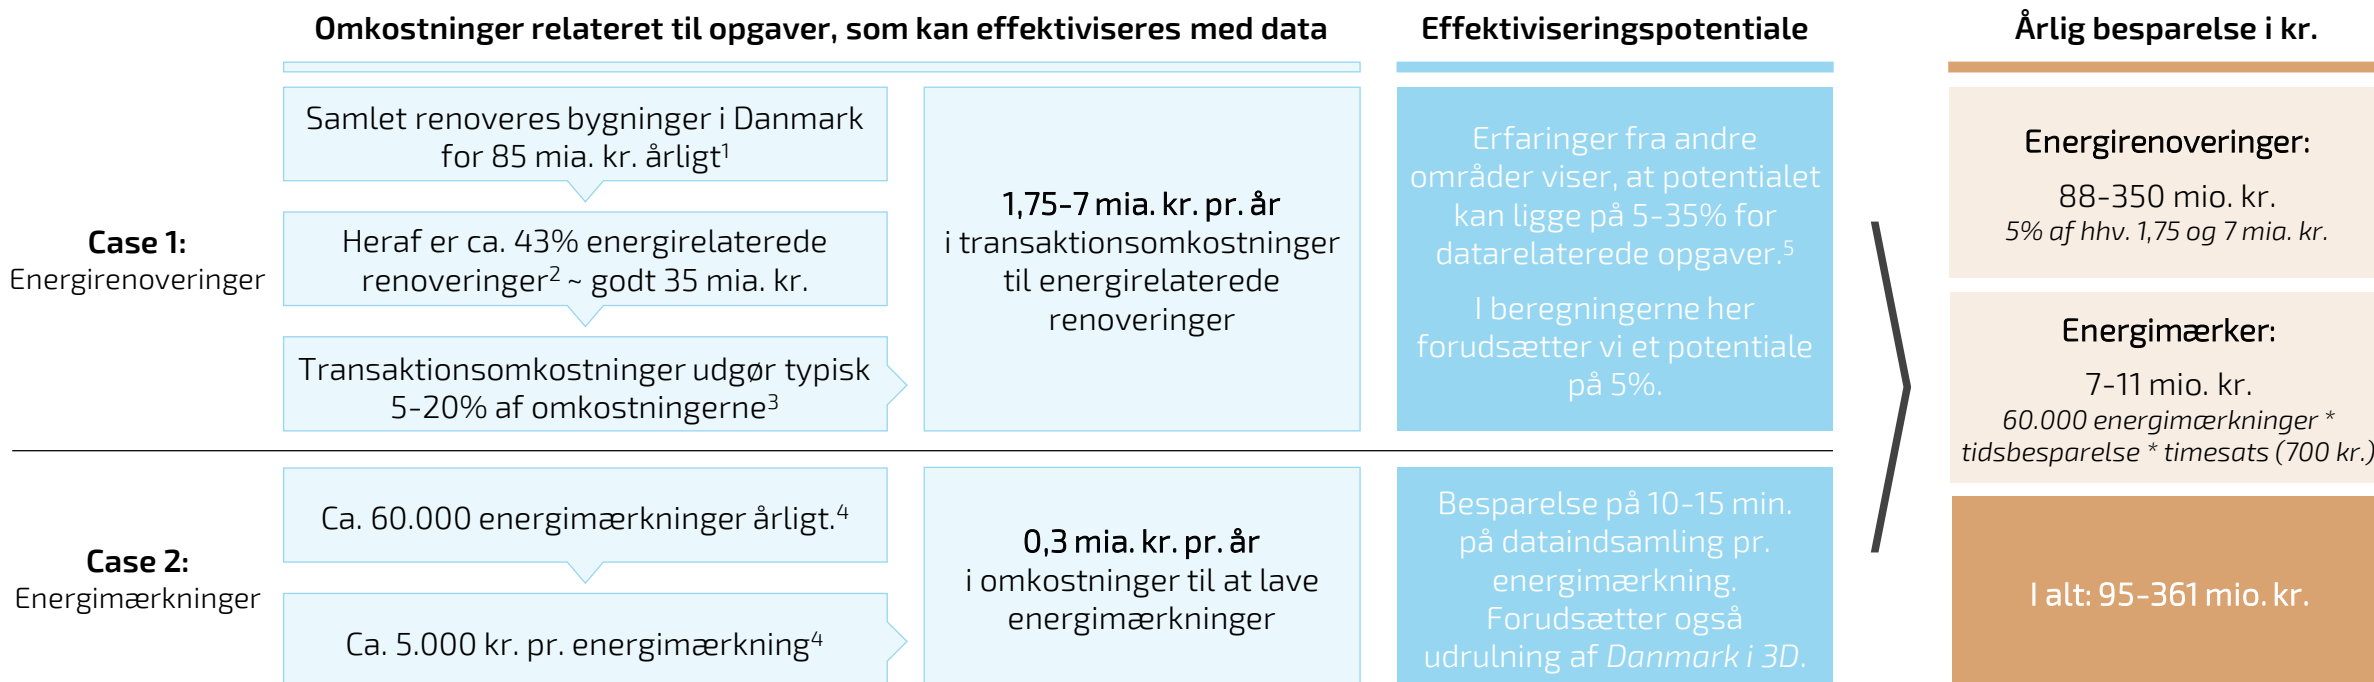 Omkostninger relateret til opgaver, som kan effektiviseres med data
Effektiviseringspotentiale
Årlig besparelse i kr.
Case 1:
Energirenoveringer
Samlet renoveres bygninger i Danmark
for 85 mia. kr. årligt¹
Heraf er ca. 43% energirelaterede
renoveringer² ~ godt 35 mia. kr.
Transaktionsomkostninger udgør typisk
5-20% af omkostningerne³
1,75-7 mia. kr. pr. år
i transaktionsomkostninger
til energirelaterede
renoveringer
Erfaringer fra andre
områder viser, at potentialet
kan ligge på 5-35% for
datarelaterede opgaver.⁵
I beregningerne her
forudsætter vi et potentiale
på 5%.
Energirenoveringer:
88-350 mio. kr.
5% af hhv. 1,75 og 7 mia. kr.
Energimærker:
7-11 mio. kr.
60.000 energimærkninger *
tidsbesparelse * timesats (700 kr.)
Case 2:
Energimærkninger
Ca. 60.000 energimærkninger årligt.⁴
Ca. 5.000 kr. pr. energimærkning⁴
0,3 mia. kr. pr. år
i omkostninger til at lave
energimærkninger
Besparelse på 10-15 min.
på dataindsamling pr.
energimærkning.
Forudsætter også
udrulning af Danmark i 3D.
I alt: 95-361 mio. kr.